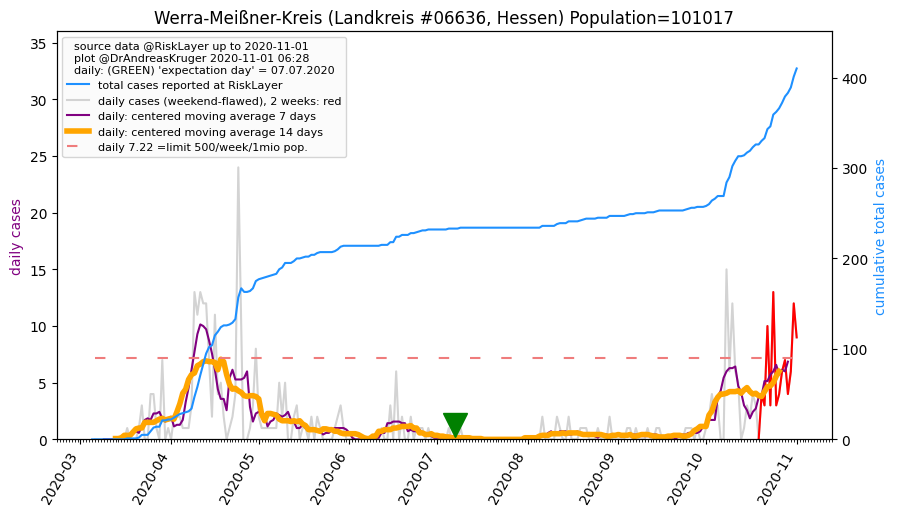 Werra-Meißner-Kreis (Landkreis #06636, Hessen) Population=101017
source data @RiskLayer up to 2020-11-01
plot @DrAndreasKruger 2020-11-01 06:28
daily: (GREEN) 'expectation day' = 07.07.2020
total cases reported at RiskLayer
daily cases (weekend-flawed), 2 weeks: red
daily: centered moving average 7 days
daily: centered moving average 14 days
daily 7.22 =limit 500/week/1mio pop.
daily cases
35
30
25
20
15
10
5
0
cumulative total cases
400
300
200
100
0
2020-03
2020-04
2020-05
2020-06
2020-07
2020-08
2020-09
2020-10
2020-11